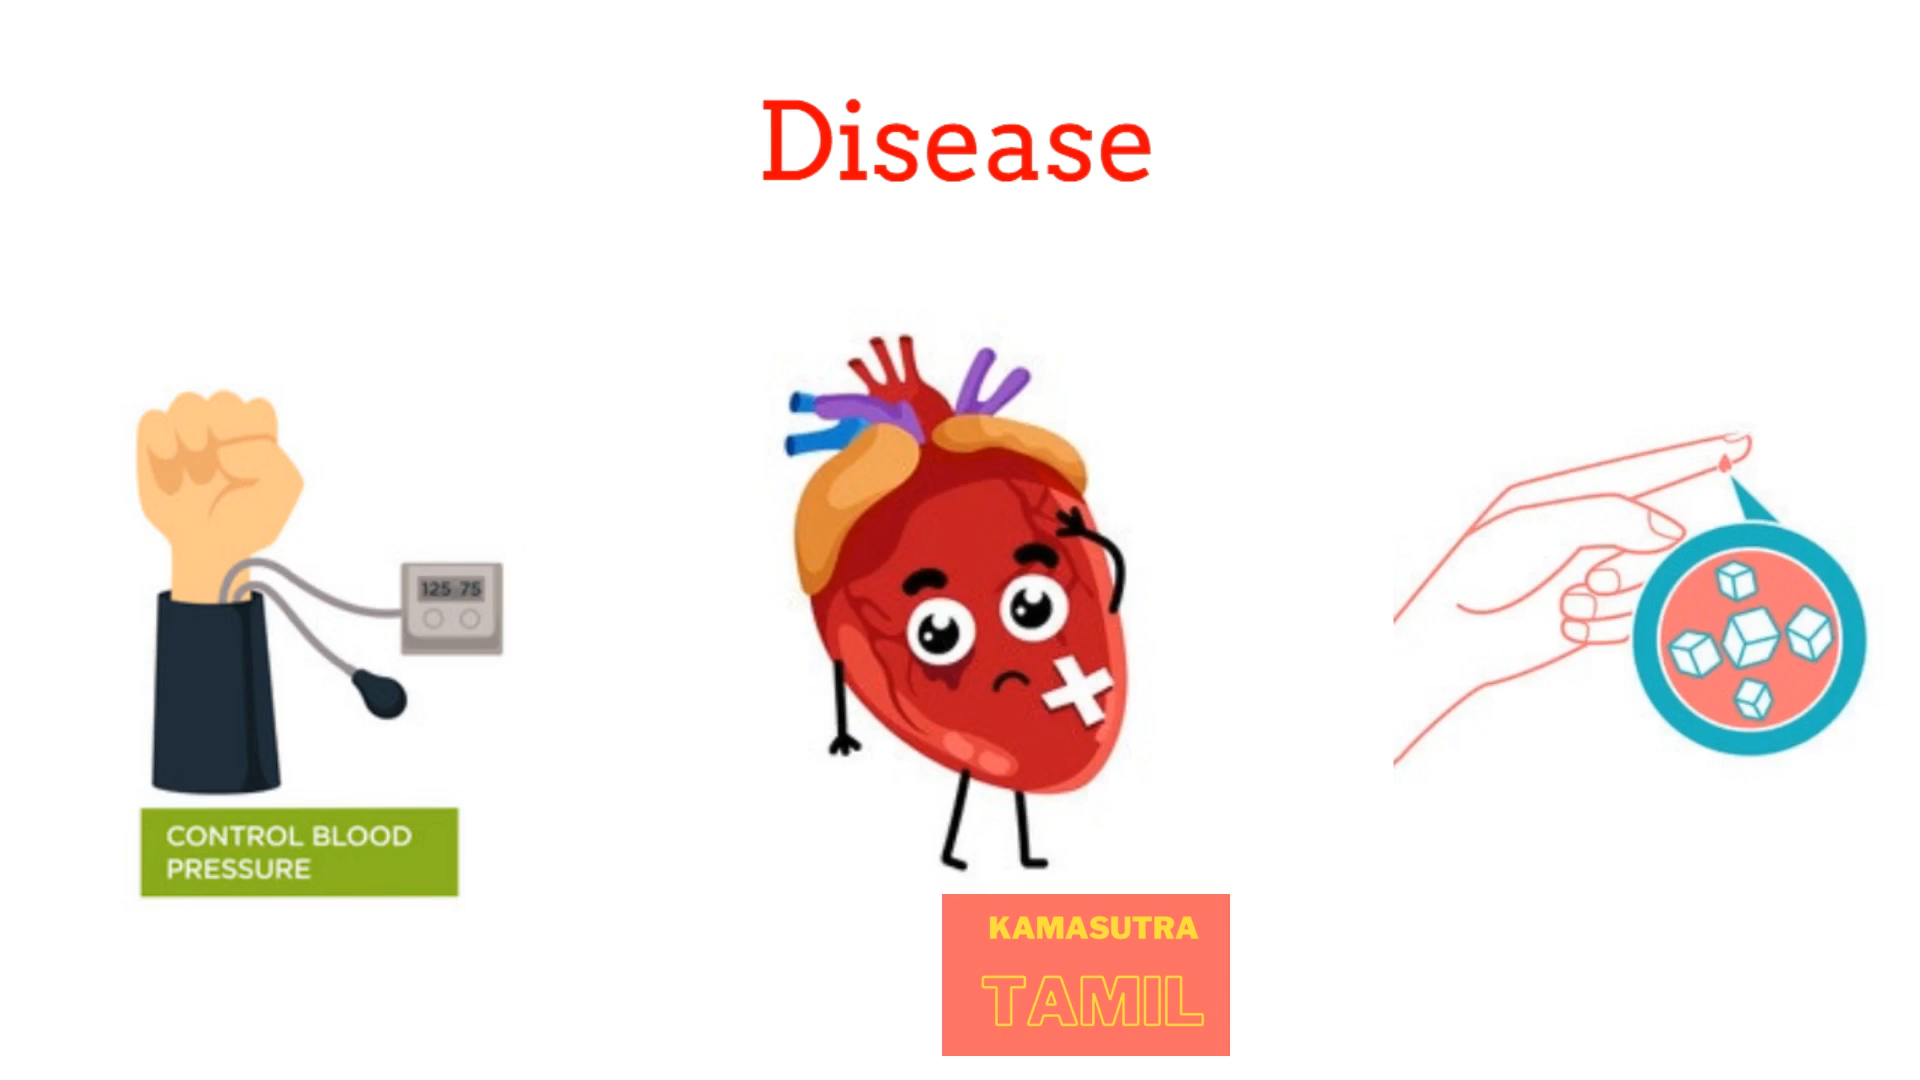 Disease
125 75
CONTROL BLOOD
PRESSURE
KAMASUTRA
TAMIL